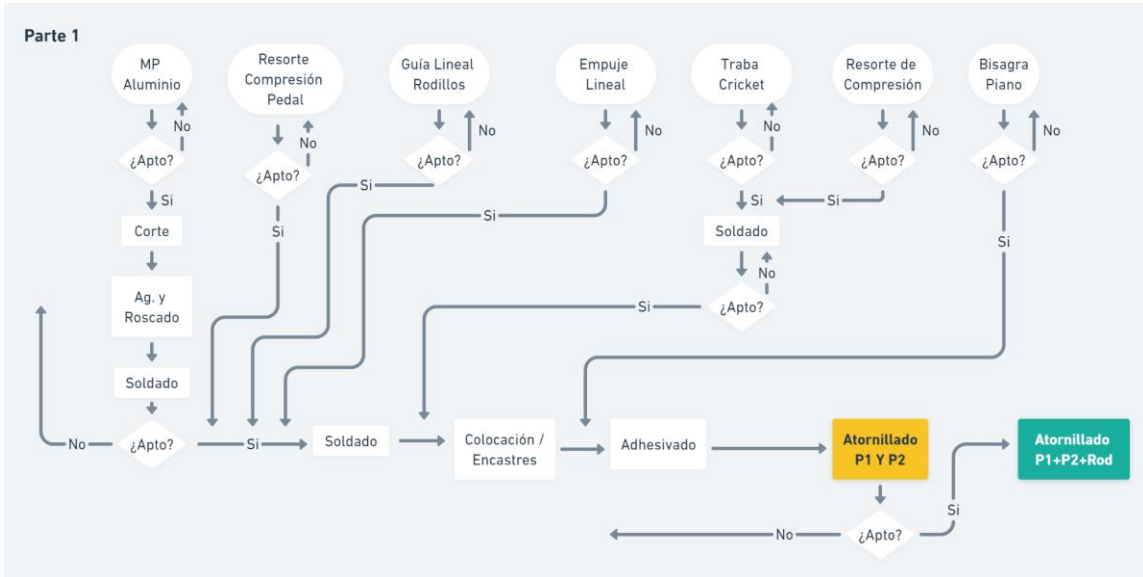 Parte 1
MP
Aluminio
Resorte
Compresión
Pedal
Guía Lineal
Rodillos
Empuje
Lineal
Traba
Cricket
Resorte de
Compresión
Bisagra
Piano
No
No
No
No
No
No
No
¿Apto?
¿Apto?
¿Apto?
¿Apto?
¿Apto?
¿Apto?
¿Apto?
Si
Si
Si
Si
Si
Si
Si
Corte
Soldado
Ag. y
Roscado
No
¿Apto?
Si
Soldado
¿Apto?
No
Si
Soldado
Colocación /
Encastres
Adhesivado
Atornillado
P1 Y P2
Atornillado
P1+P2+Rod
Si
No
¿Apto?